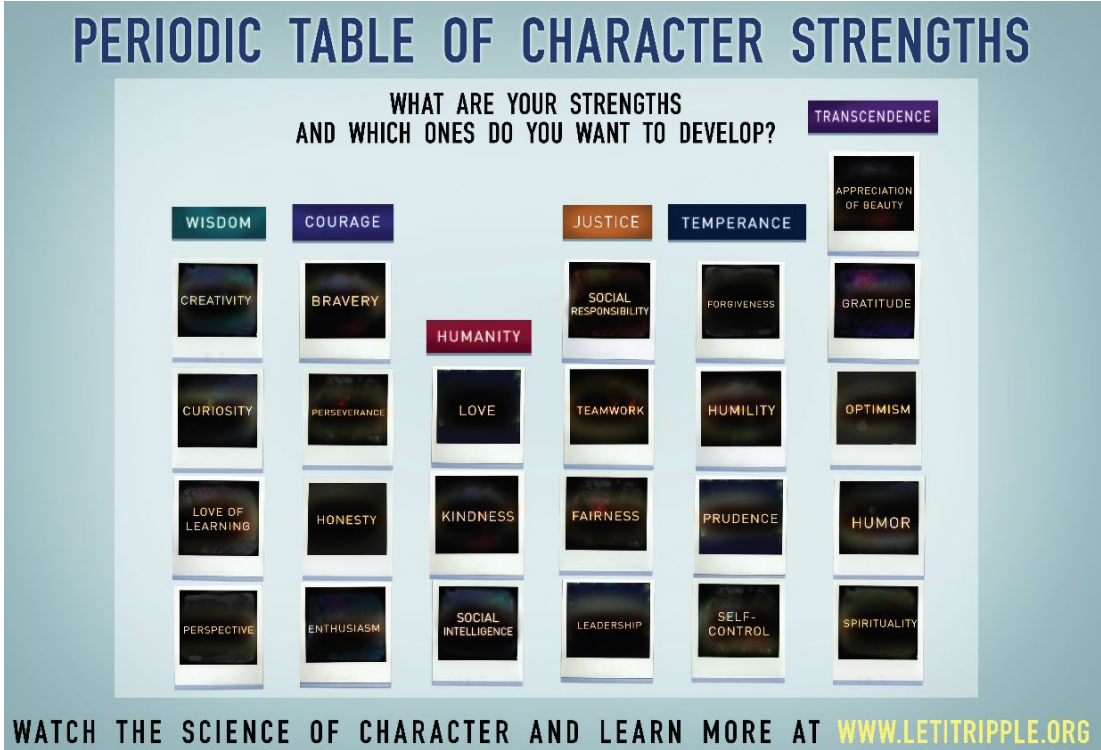 PERIODIC TABLE OF CHARACTER STRENGTHS
WHAT ARE YOUR STRENGTHS
AND WHICH ONES DO YOU WANT TO DEVELOP?
WISDOM
CREATIVITY
CURIOSITY
LOVE OF
LEARNING
PERSPECTIVE
COURAGE
BRAVERY
PERSEVERANCE
HONESTY
ENTHUSIASM
HUMANITY
LOVE
KINDNESS
SOCIAL
INTELLIGENCE
JUSTICE
SOCIAL
RESPONSIBILITY
TEAMWORK
FAIRNESS
LEADERSHIP
TEMPERANCE
FORGIVENESS
HUMILITY
PRUDENCE
SELF-
CONTROL
TRANSCENDENCE
APPRECIATION
OF BEAUTY
GRATITUDE
OPTIMISM
HUMOR
SPIRITUALITY
WATCH THE SCIENCE OF CHARACTER AND LEARN MORE AT WWW.LETITRIPPLE.ORG